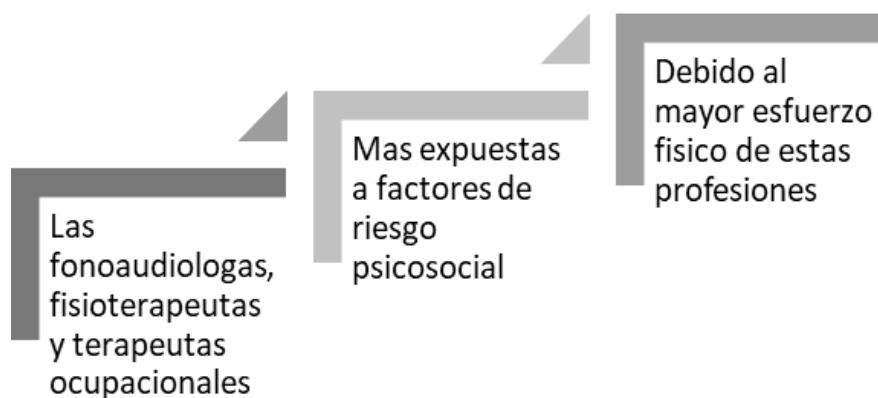 Las
fonoaudiologas,
fisioterapeutas
y terapeutas
ocupacionales
Mas expuestas
a factores de
riesgo
psicosocial
Debido al
mayor esfuerzo
fisico de estas
profesiones